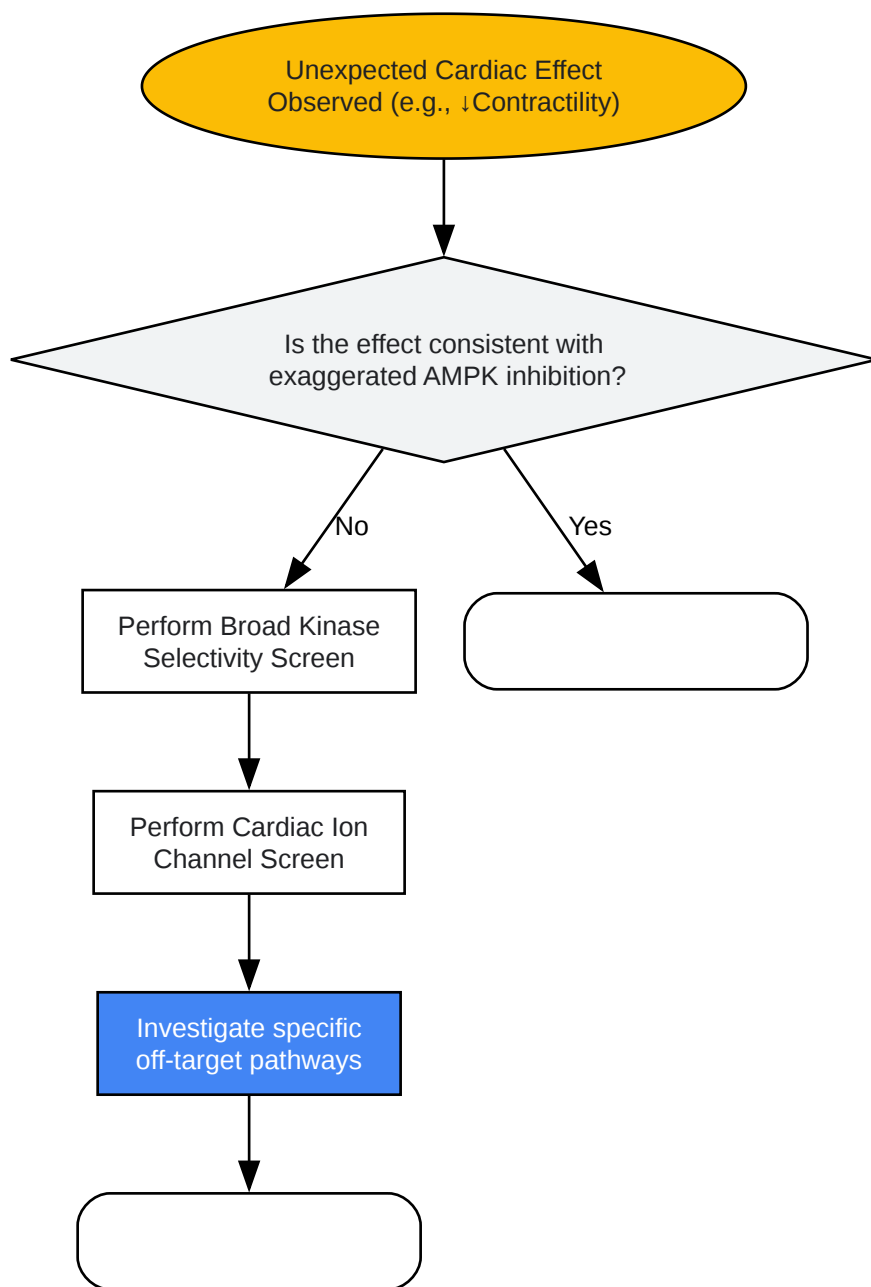 Unexpected Cardiac Effect
Observed (e.g., ↓Contractility)
Is the effect consistent with
exaggerated AMPK inhibition?
No
Yes
Perform Broad Kinase
Selectivity Screen
Perform Cardiac Ion
Channel Screen
Investigate specific
off-target pathways